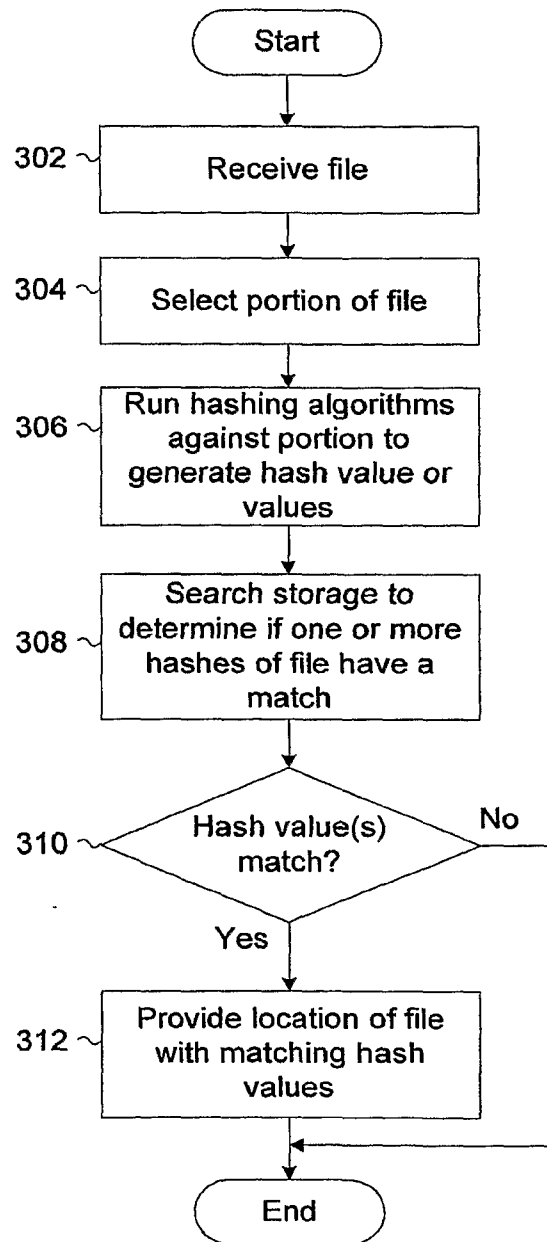 Start
302
Receive file
304
Select portion of file
306
Run hashing algorithms
against portion to
generate hash value or
values
308
Search storage to
determine if one or more
hashes of file have a
match
310
Hash value(s)
match?
No
Yes
312
Provide location of file
with matching hash
values
End